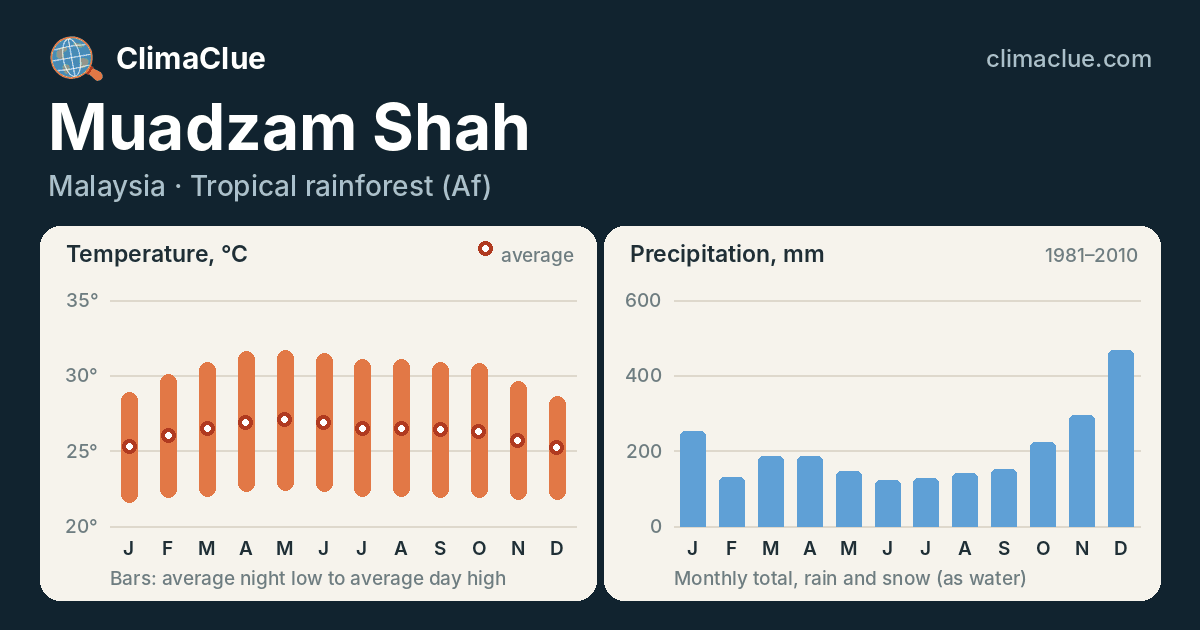 ClimaClue
climaclue.com
Muadzam Shah
Malaysia · Tropical rainforest (Af)
Temperature, °C
average
35°
30°
25°
20°
J F M A M J J A S O N D
Bars: average night low to average day high
Precipitation, mm
1981–2010
600
400
200
0
J F M A M J J A S O N D
Monthly total, rain and snow (as water)